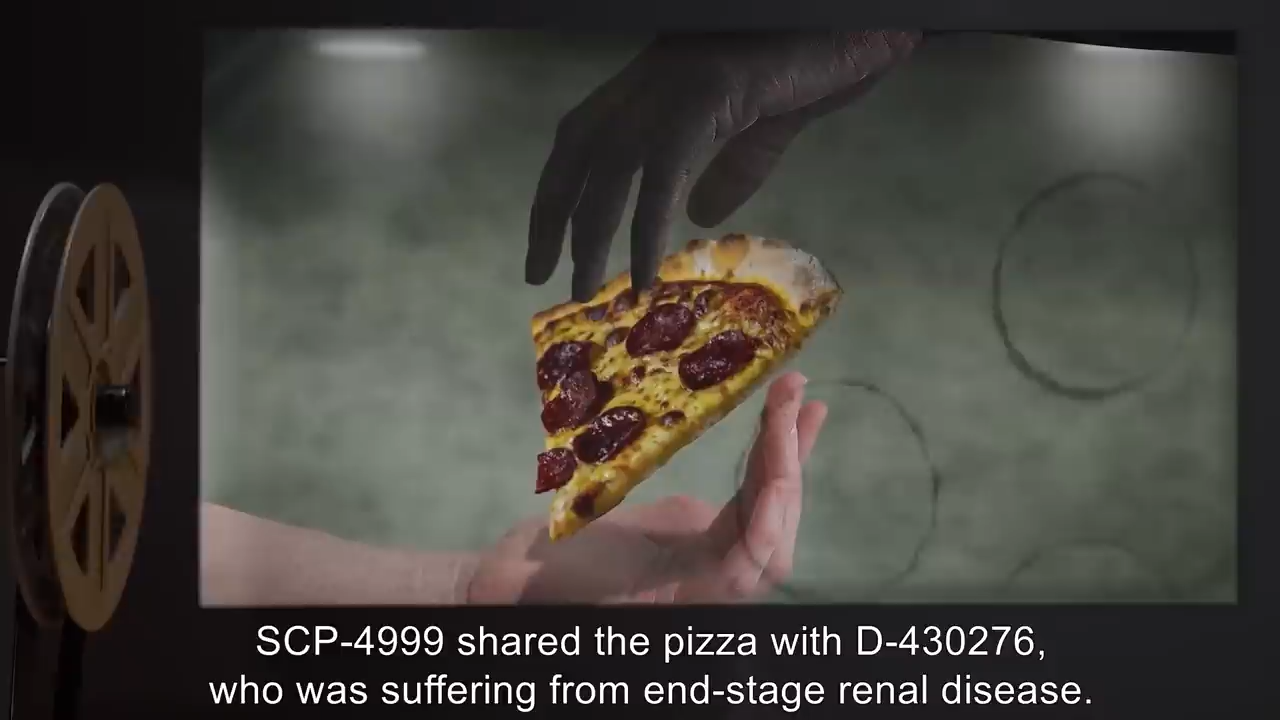 SCP-4999 shared the pizza with D-430276,
who was suffering from end-stage renal disease.